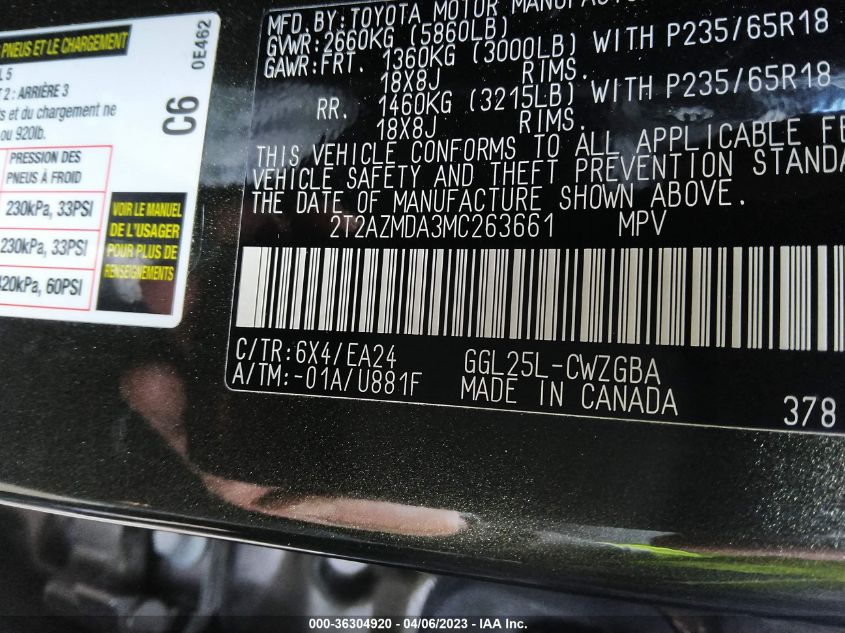 PNEUS ET LE CHARGEMENT
L 5
2 : ARRIÈRE 3
et du chargement ne
ou 920lb.
PRESSION DES
PNEUS À FROID
230kPa, 33PSI
230kPa, 33PSI
420kPa, 60PSI
VOIR LE MANUEL
DE L'USAGER
POUR PLUS DE
RENSEIGNEMENTS
C6
0E462
MFD. BY: TOYOTA MOTOR
GVWR: 2660KG (5860LB)
GAWR: FRT. 1360KG (3000LB) WITH P235/65R18
18X8J RIMS.
RR. 1460KG (3215LB) WITH P235/65R18
18X8J RIMS.
THIS VEHICLE CONFORMS TO ALL APPLICABLE
VEHICLE SAFETY AND THEFT PREVENTION
THE DATE OF MANUFACTURE SHOWN ABOVE.
2T2AZMDA3MC263661 MPV
C/TR:6X4/EA24 GGL25L-CWZGBA
A/TM:-01A/U881F MADE IN CANADA
378
000-36304920 - 04/06/2023 - IAA Inc.